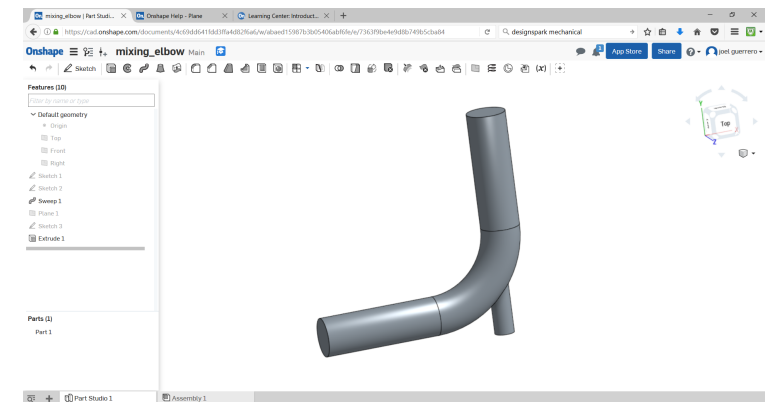 mixing_elbow | Part Studi... × Onshape Help - Plane × Learning Center: Introduct... × +
https://cad.onshape.com/documents/4c69dd641fdd3ffa4d82f6a6/w/abaed15987b3b05406abf6fe/e/7363f9be4e9d8b749b5cba84 designspark mechanical
Onshape mixing_elbow Main App Store Share joel guerrero
Sketch (x)
Features (10)
Filter by name or type
Default geometry
Origin
Top
Front
Right
Sketch 1
Sketch 2
Sweep 1
Plane 1
Sketch 3
Extrude 1
Y
Top
Z
Parts (1)
Part 1
Part Studio 1 Assembly 1